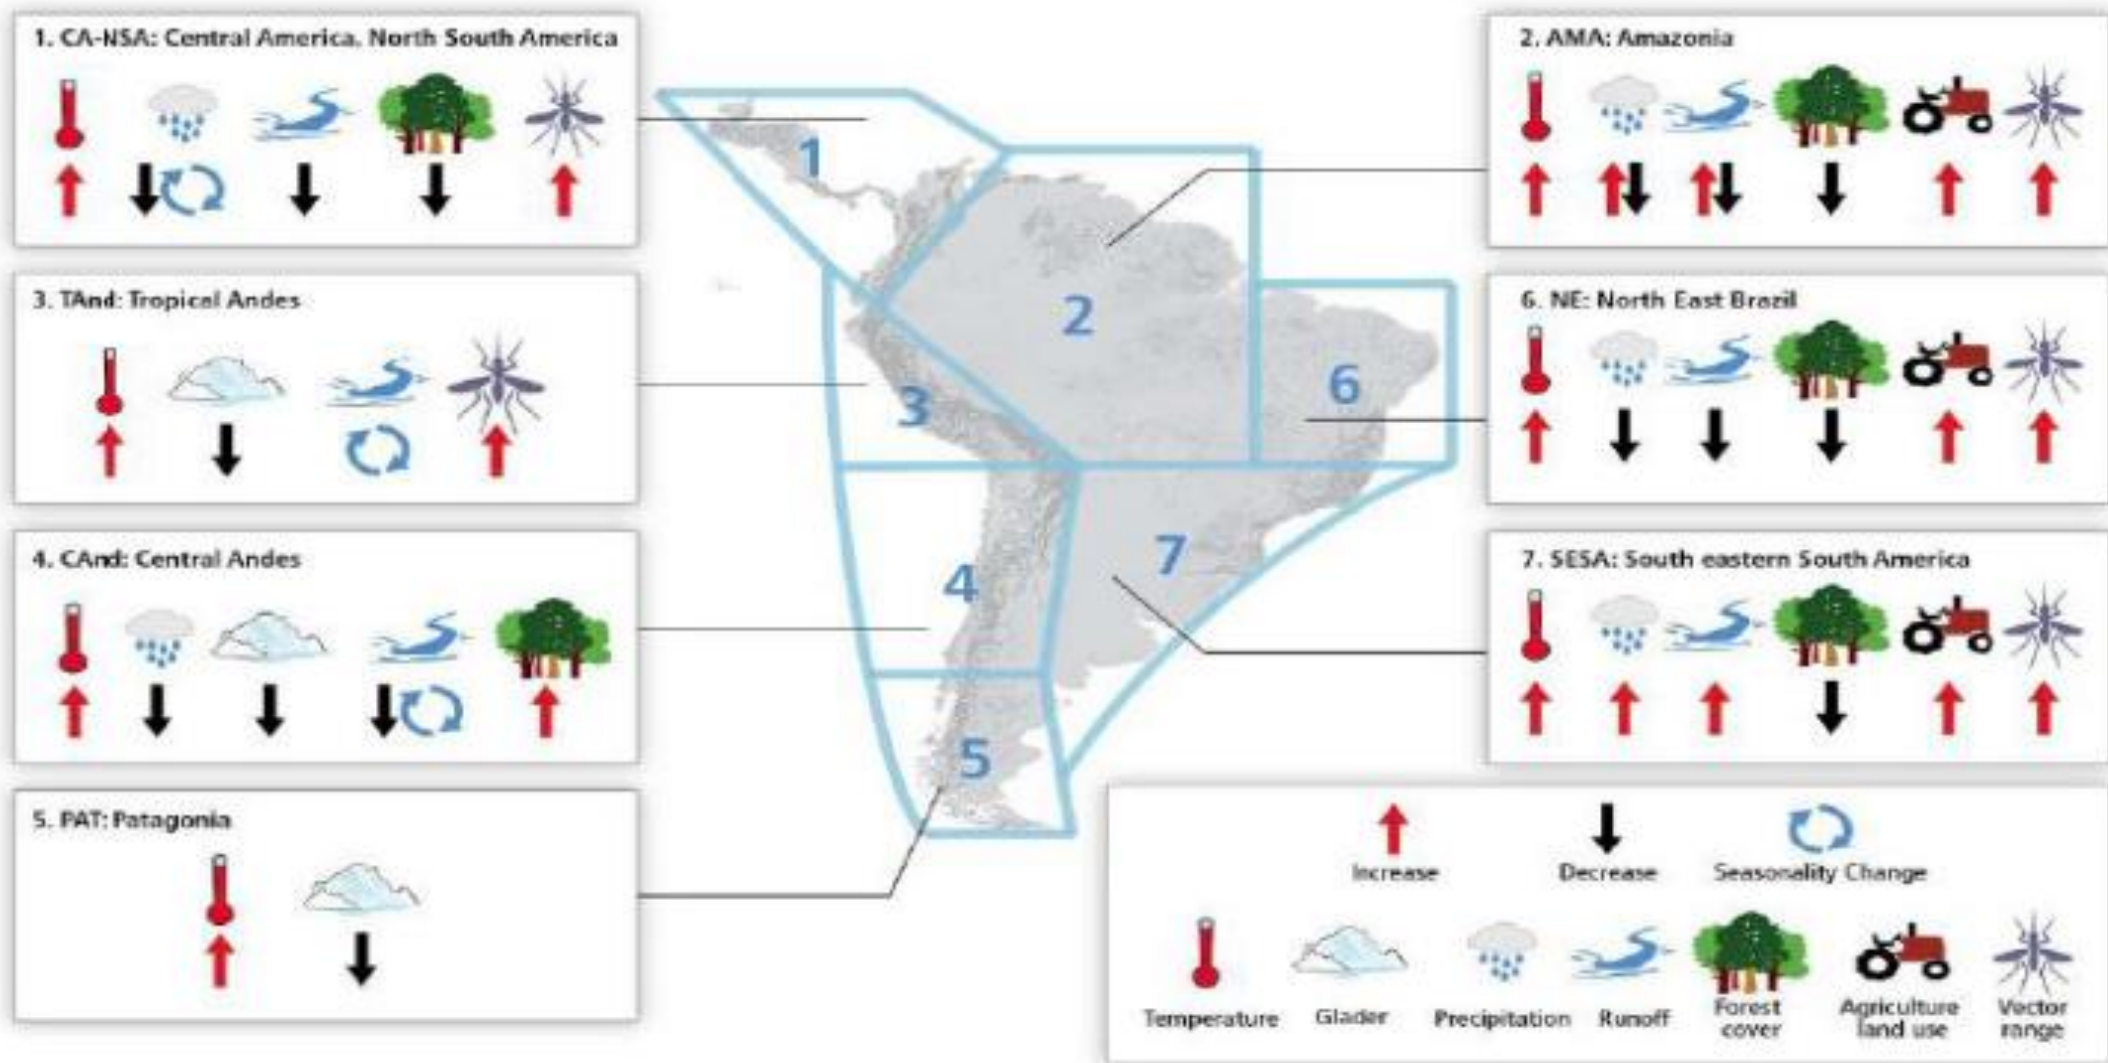 1. CA-NSA: Central America, North South America
2. AMA: Amazonia
3. TAnd: Tropical Andes
6. NE: North East Brazil
4. CAnd: Central Andes
7. SESA: South eastern South America
5. PAT: Patagonia
1
2
3
6
4
7
5
Increase
Decrease
Seasonality Change
Temperature
Glader
Precipitation
Runoff
Forest
cover
Agriculture
land use
Vector
range